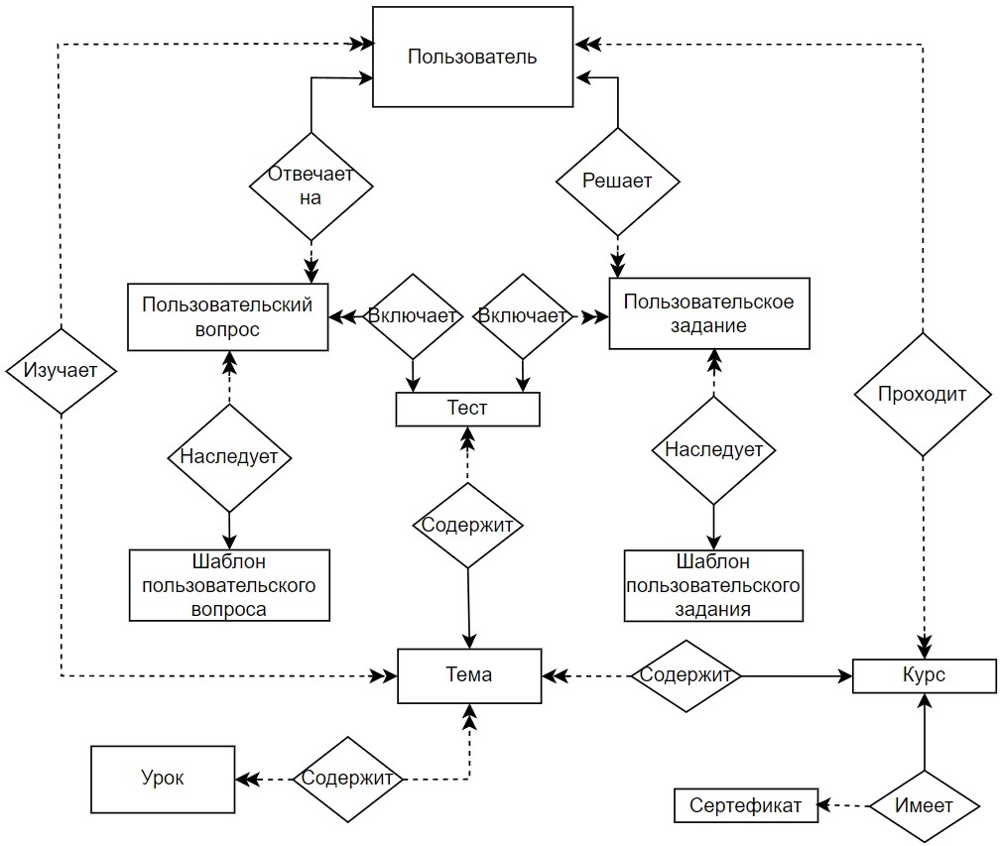 Пользователь
Отвечает
на
Решает
Пользовательский
вопрос
Включает
Включает
Пользовательское
задание
Изучает
Проходит
Тест
Наследует
Наследует
Содержит
Шаблон
пользовательского
вопроса
Шаблон
пользовательского
задания
Тема
Содержит
Курс
Урок
Содержит
Сертефикат
Имеет